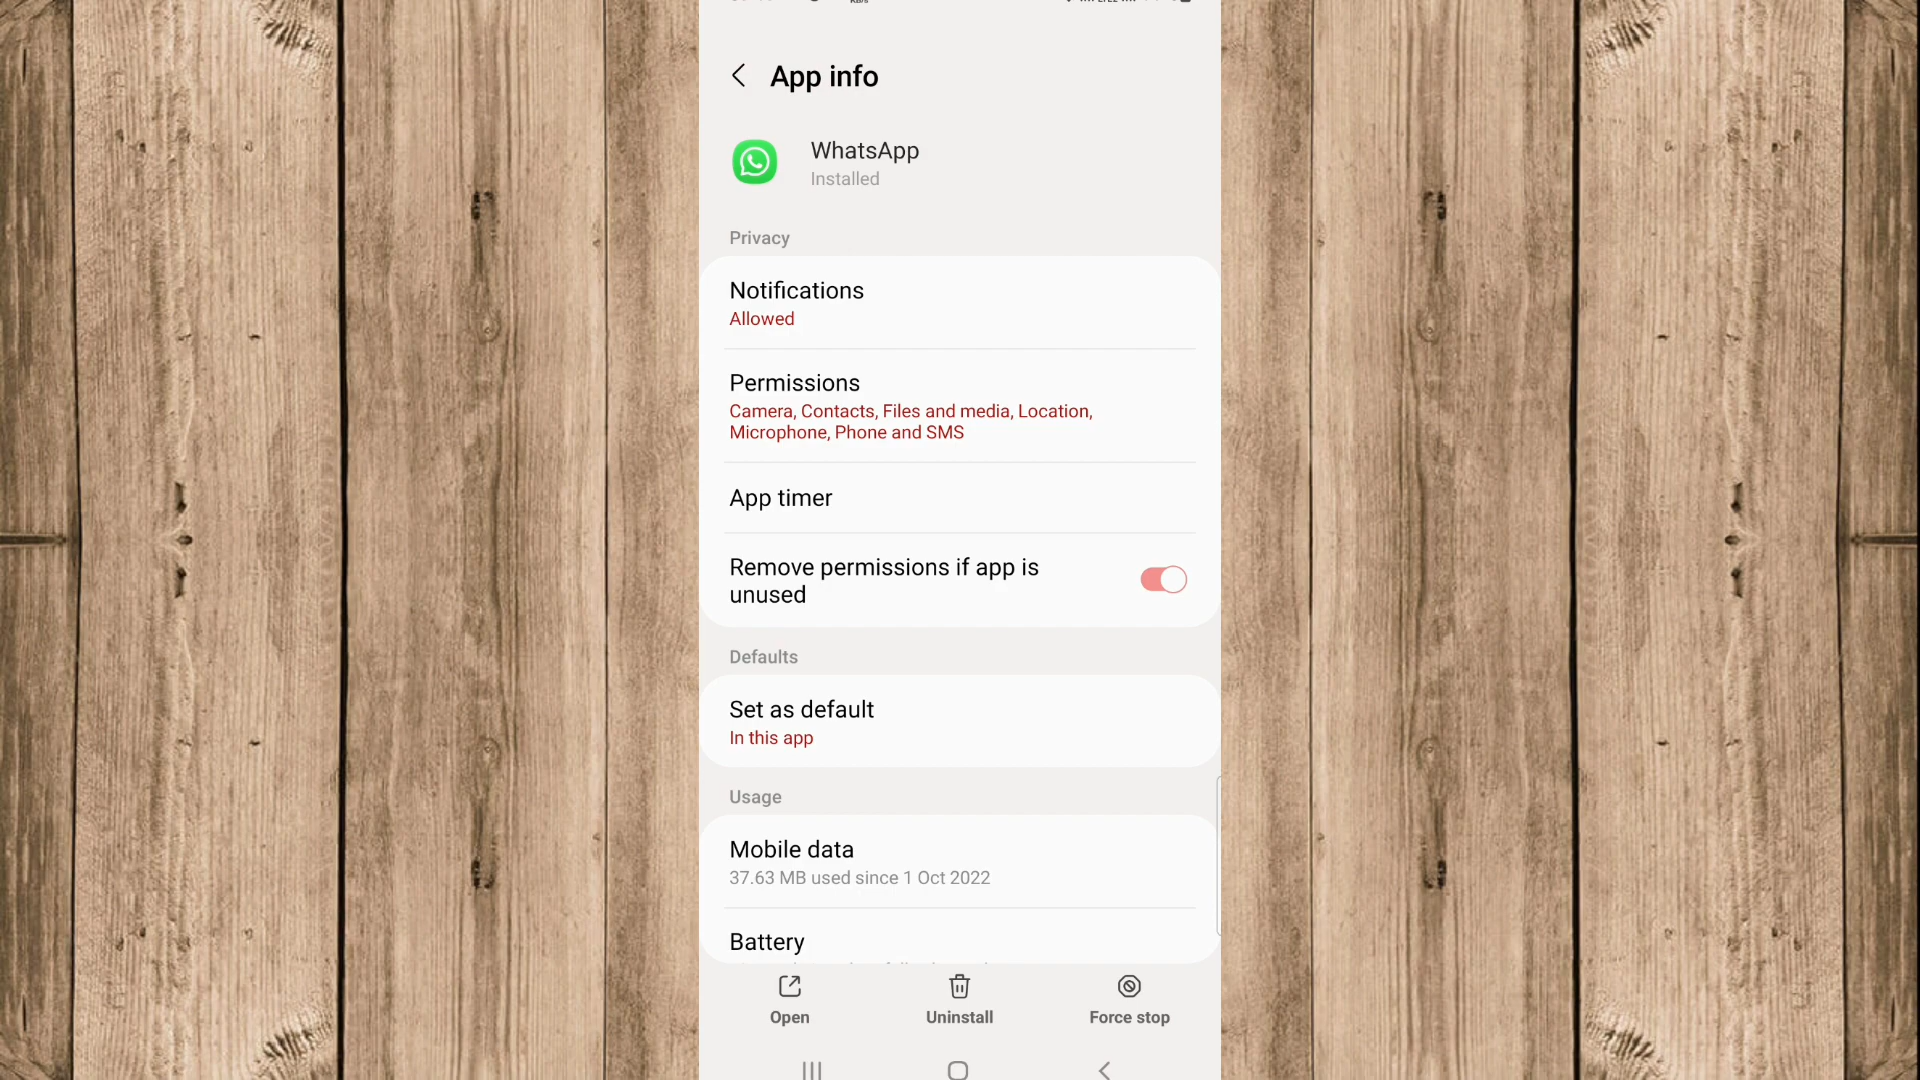 App info
WhatsApp
Installed
Privacy
Notifications
Allowed
Permissions
Camera, Contacts, Files and media, Location,
Microphone, Phone and SMS
App timer
Remove permissions if app is
unused
Defaults
Set as default
In this app
Usage
Mobile data
37.63 MB used since 1 Oct 2022
Battery
Open
Uninstall
Force stop